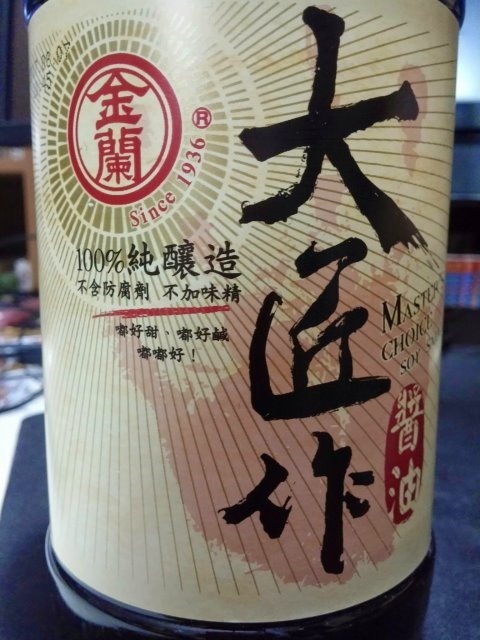 金蘭
®
Since 1936
大匠作
100%純釀造
不含防腐劑 不加味精
嘟好甜、嘟好鹹
嘟嘟好！
MASTER
CHOICE
SOY
醬油